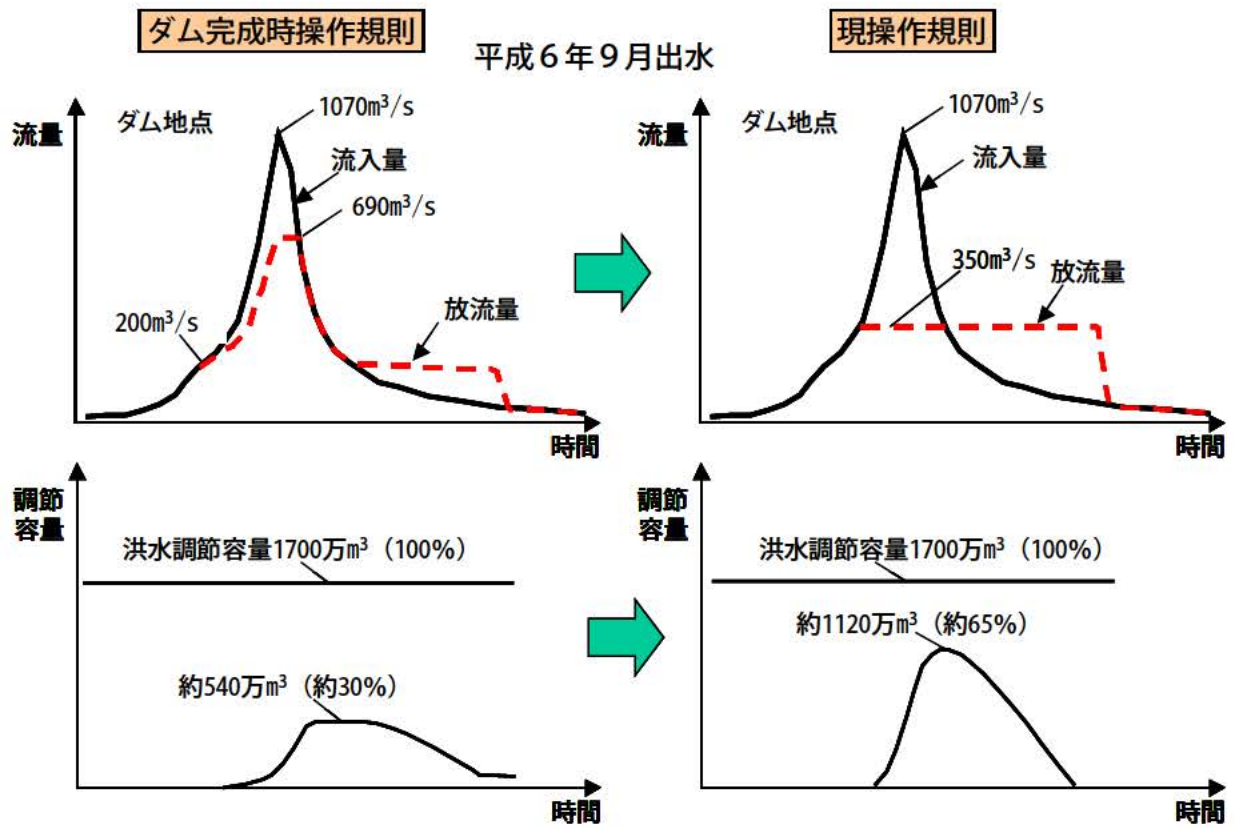 ダム完成時操作規則
現操作規則
平成6年9月出水
流量
ダム地点
1070m³/s
流入量
690m³/s
200m³/s
放流量
時間
流量
ダム地点
1070m³/s
流入量
350m³/s
放流量
時間
調節
容量
洪水調節容量1700万m³（100%）
約540万m³（約30%）
時間
調節
容量
洪水調節容量1700万m³（100%）
約1120万m³（約65%）
時間